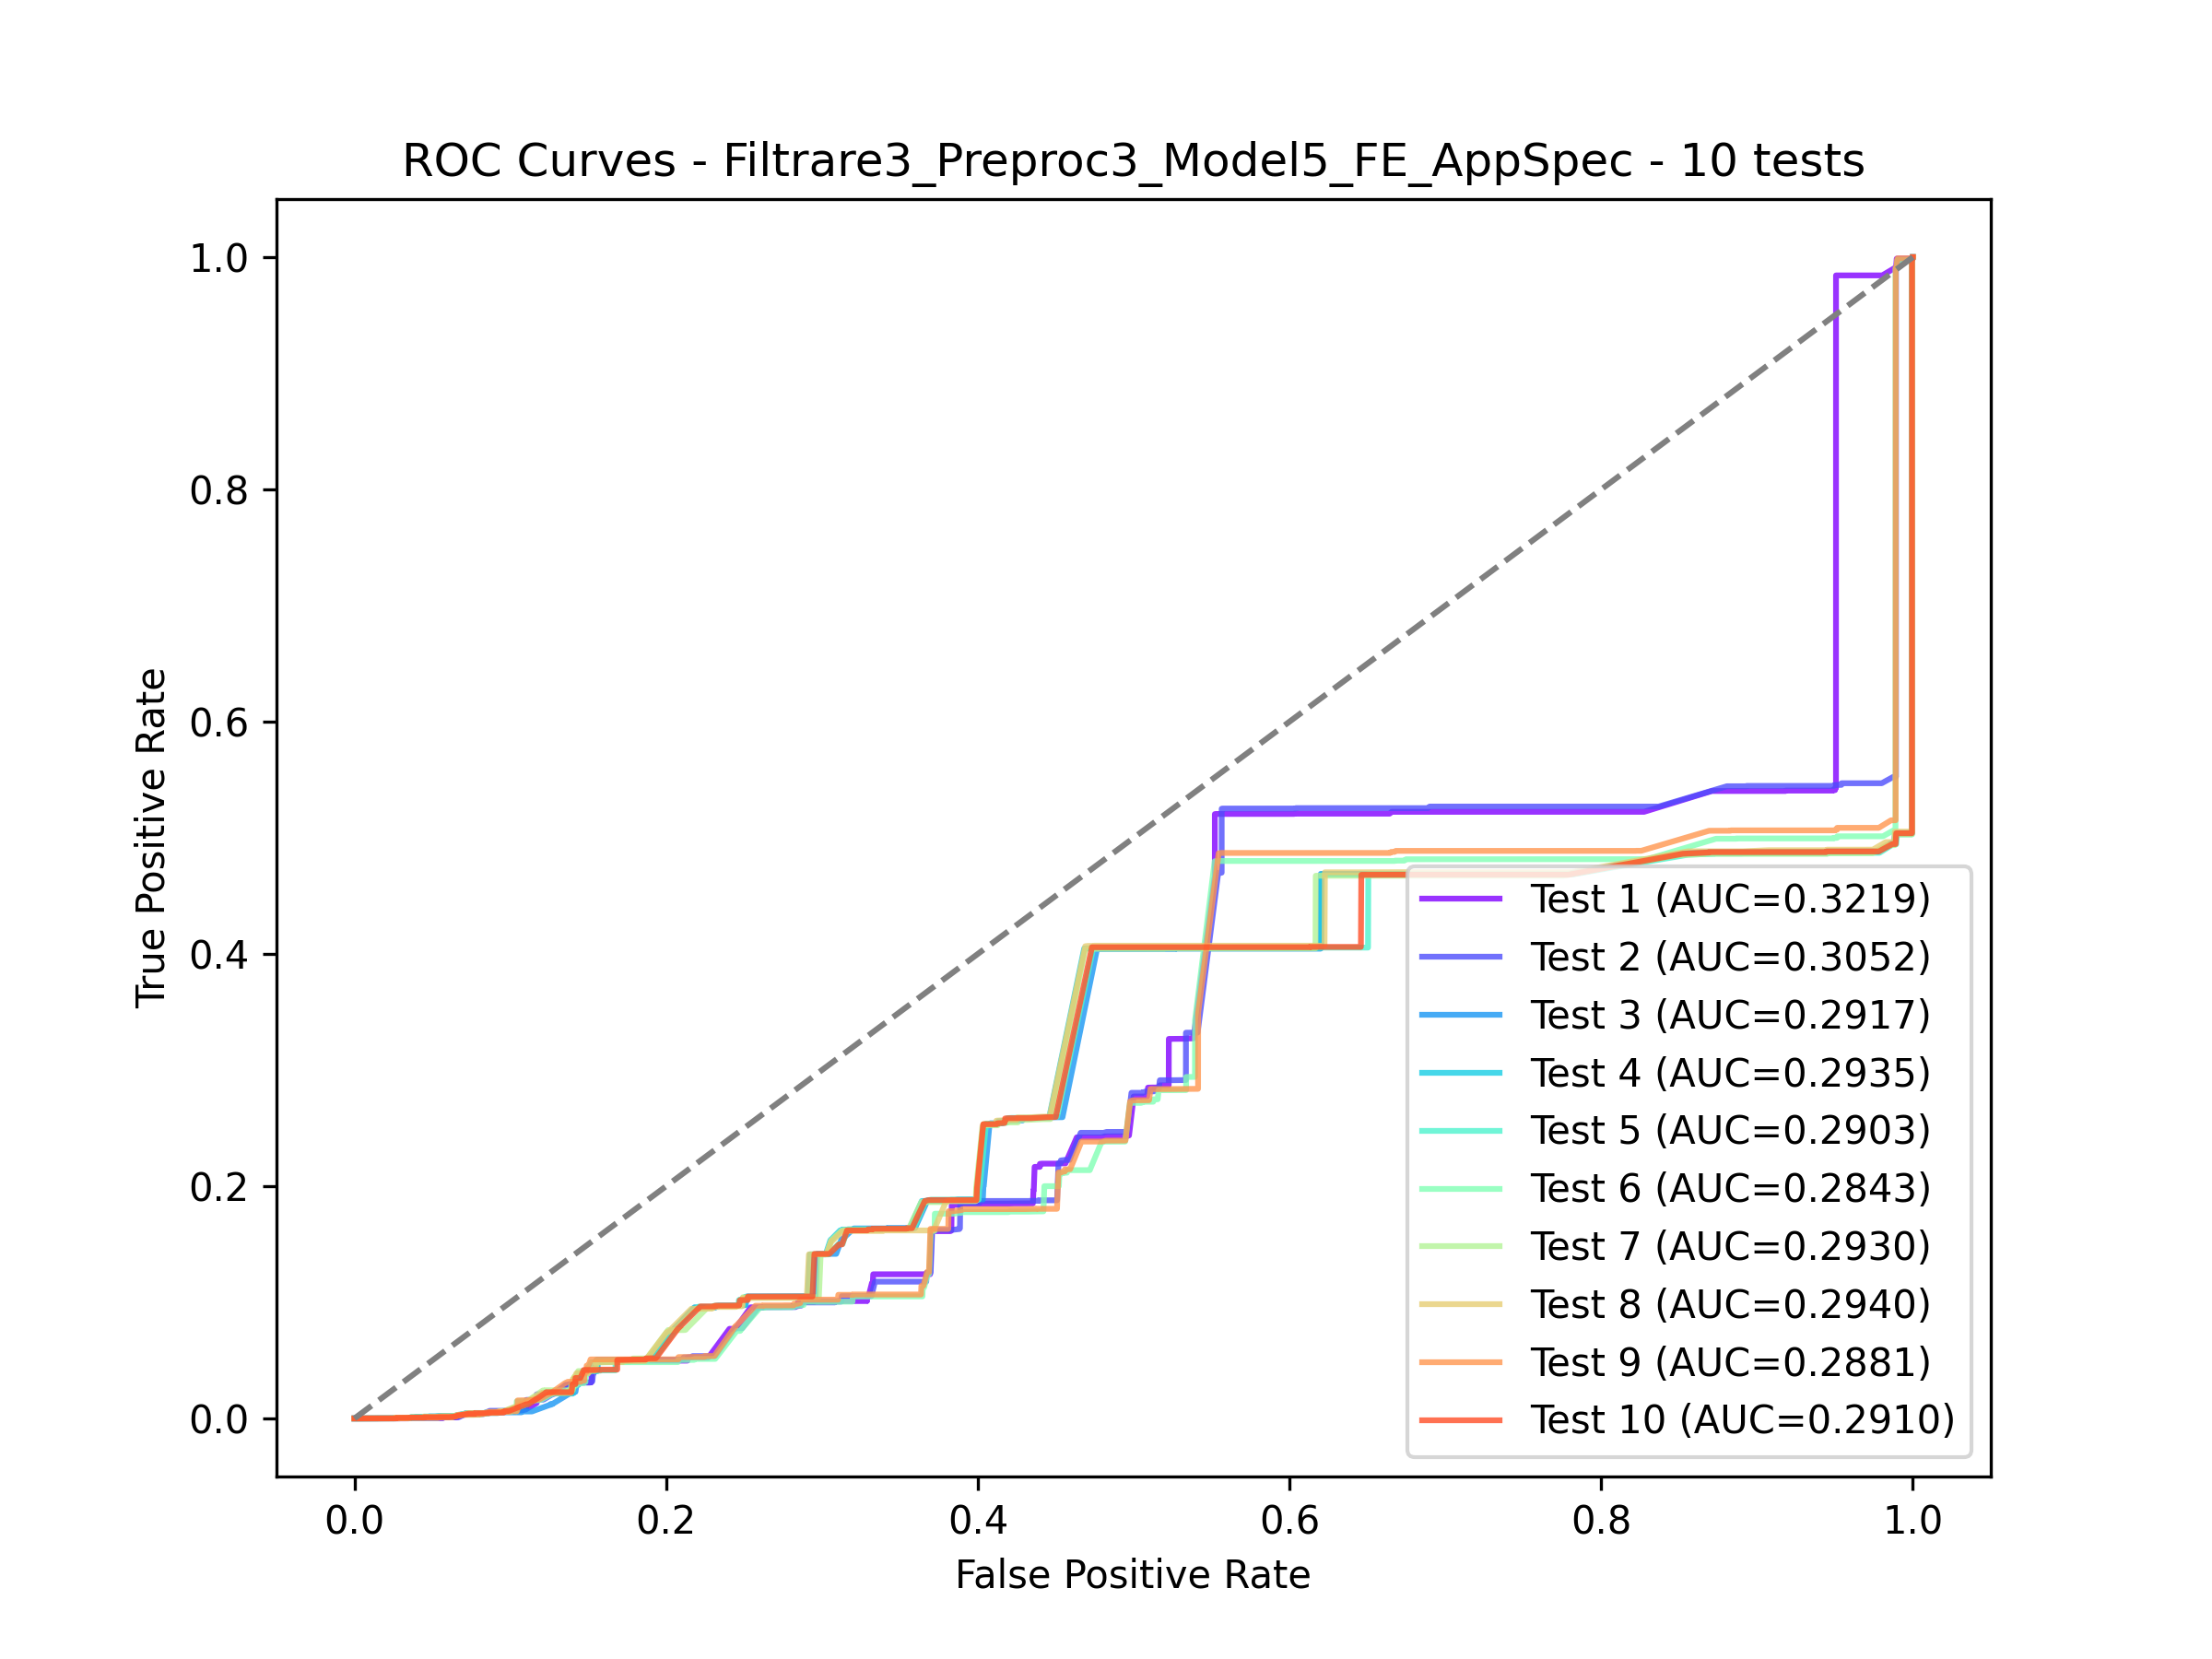 ROC Curves - Filtrare3_Preproc3_Model5_FE_AppSpec - 10 tests
1.0
0.8
0.6
0.4
0.2
0.0
True Positive Rate
Test 1 (AUC=0.3219)
Test 2 (AUC=0.3052)
Test 3 (AUC=0.2917)
Test 4 (AUC=0.2935)
Test 5 (AUC=0.2903)
Test 6 (AUC=0.2843)
Test 7 (AUC=0.2930)
Test 8 (AUC=0.2940)
Test 9 (AUC=0.2881)
Test 10 (AUC=0.2910)
0.0 0.2 0.4 0.6 0.8 1.0
False Positive Rate